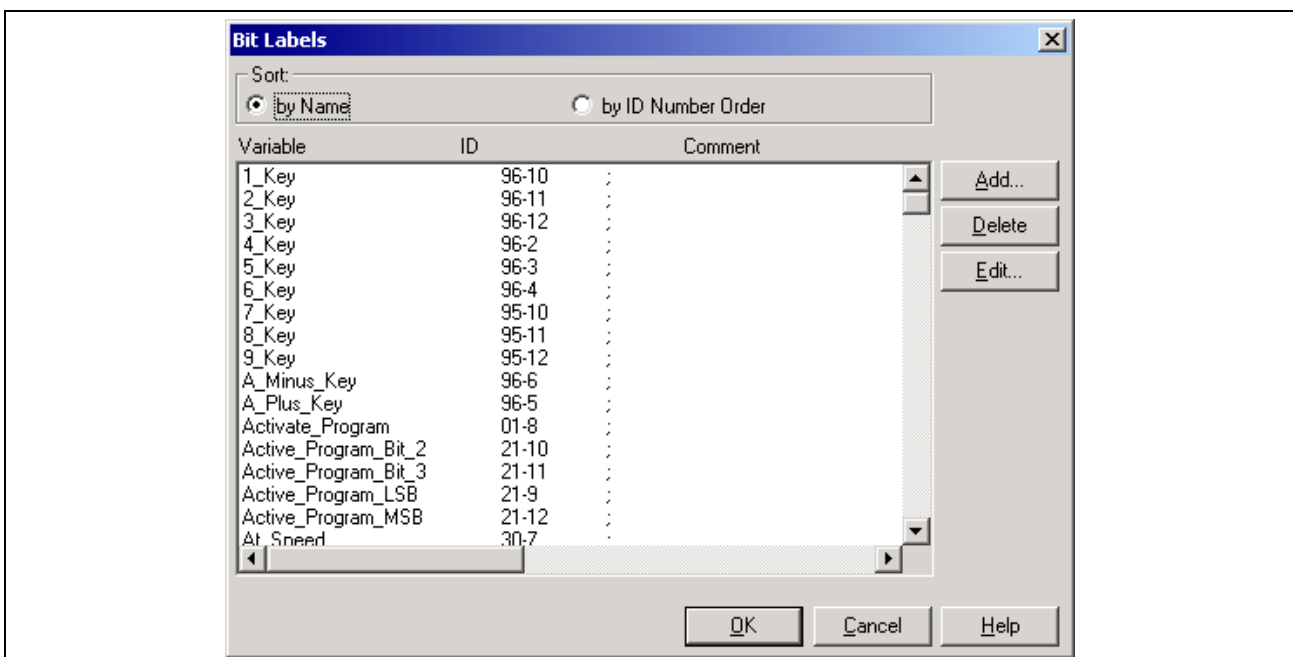 Bit Labels
Sort:
by Name by ID Number Order
Variable ID Comment
1_Key 96-10 ;
2_Key 96-11 ;
3_Key 96-12 ;
4_Key 96-2 ;
5_Key 96-3 ;
6_Key 96-4 ;
7_Key 95-10 ;
8_Key 95-11 ;
9_Key 95-12 ;
A_Minus_Key 96-6 ;
A_Plus_Key 96-5 ;
Activate_Program 01-8 ;
Active_Program_Bit_2 21-10 ;
Active_Program_Bit_3 21-11 ;
Active_Program_LSB 21-9 ;
Active_Program_MSB 21-12 ;
At_Speed 30-7
Add...
Delete
Edit...
OK Cancel Help